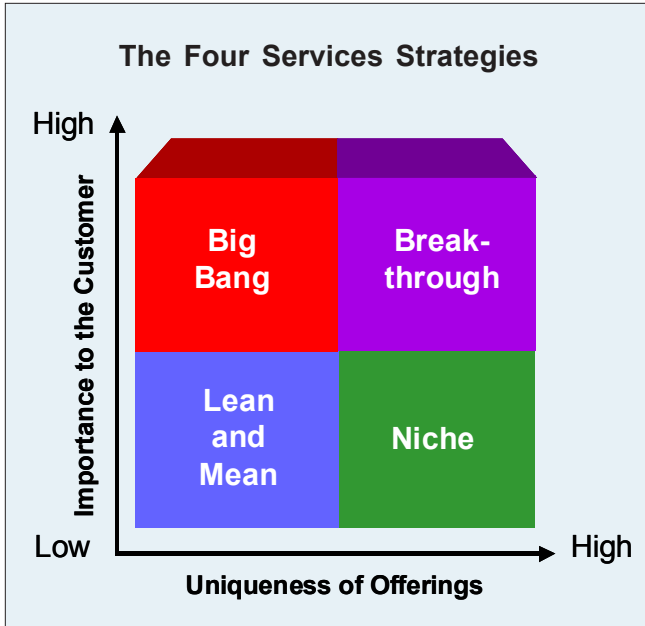 The Four Services Strategies
High
Importance to the Customer
Big
Bang
Break-
through
Lean
and
Mean
Niche
Low
High
Uniqueness of Offerings